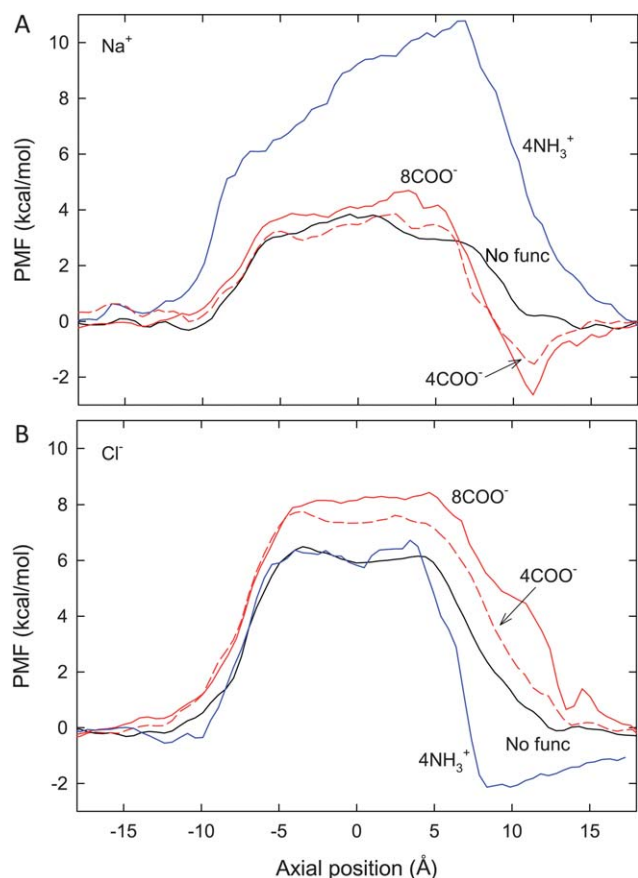 A
Na⁺
PMF (kcal/mol)
10
8
6
4
2
0
-2
4NH₃⁺
8COO⁻
No func
4COO⁻
B
Cl⁻
PMF (kcal/mol)
10
8
6
4
2
0
-2
8COO⁻
4COO⁻
No func
4NH₃⁺
-15 -10 -5 0 5 10 15
Axial position (Å)